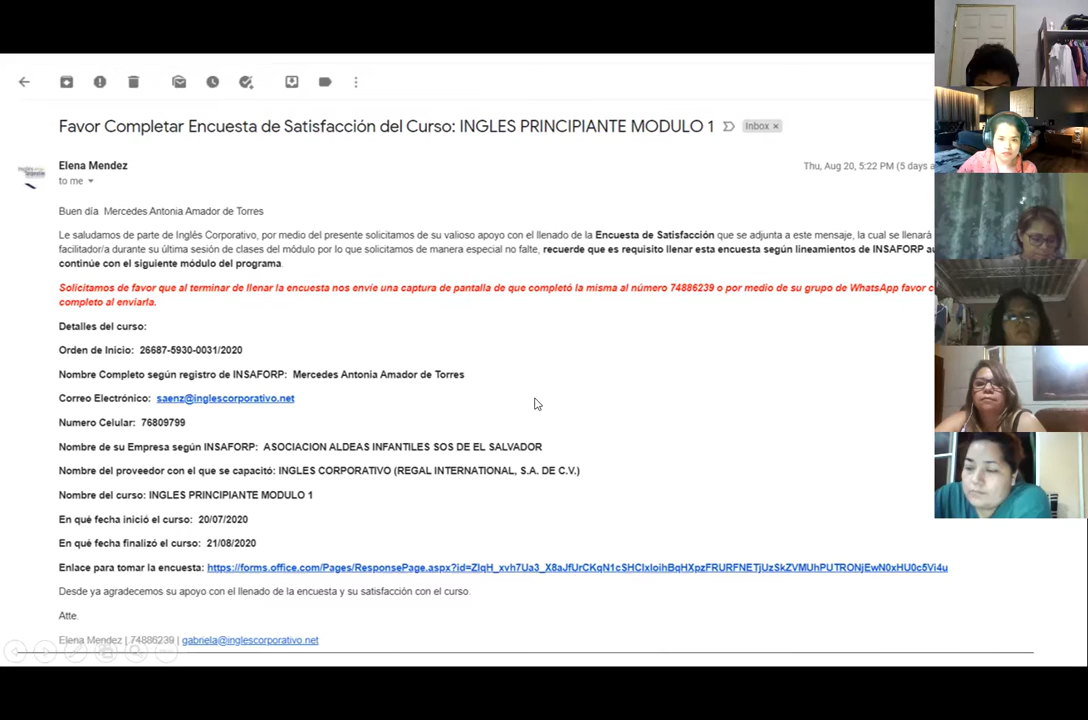 Favor Completar Encuesta de Satisfacción del Curso: INGLES PRINCIPIANTE MODULO 1 Inbox ×
Elena Mendez
Thu, Aug 20, 5:22 PM (5 days a
to me
Buen día Mercedes Antonia Amador de Torres
Le saludamos de parte de Inglés Corporativo, por medio del presente solicitamos de su valioso apoyo con el llenado de la Encuesta de Satisfacción que se adjunta a este mensaje, la cual se llenará
facilitador/a durante su última sesión de clases del módulo por lo que solicitamos de manera especial no falte, recuerde que es requisito llenar esta encuesta según lineamientos de INSAFORP au
continúe con el siguiente módulo del programa.
Solicitamos de favor que al terminar de llenar la encuesta nos envíe una captura de pantalla de que completó la misma al número 74886239 o por medio de su grupo de WhatsApp favor c
completo al enviarla.
Detalles del curso:
Orden de Inicio: 26687-5930-0031/2020
Nombre Completo según registro de INSAFORP: Mercedes Antonia Amador de Torres
Correo Electrónico: saenz@inglescorporativo.net
Numero Celular: 76809799
Nombre de su Empresa según INSAFORP: ASOCIACION ALDEAS INFANTILES SOS DE EL SALVADOR
Nombre del proveedor con el que se capacitó: INGLES CORPORATIVO (REGAL INTERNATIONAL, S.A. DE C.V.)
Nombre del curso: INGLES PRINCIPIANTE MODULO 1
En qué fecha inició el curso: 20/07/2020
En qué fecha finalizó el curso: 21/08/2020
Enlace para tomar la encuesta: https://forms.office.com/Pages/ResponsePage.aspx?id=ZIqH_xvh7Ua3_X8aJfUrCKqN1cSHCIxIoihBqHXpzFRURFNETjUzSkZVMUhPUTRONjEwN0xHU0c5Vi4u
Desde ya agradecemos su apoyo con el llenado de la encuesta y su satisfacción con el curso.
Atte.
Elena Mendez | 74886239 | gabriela@inglescorporativo.net